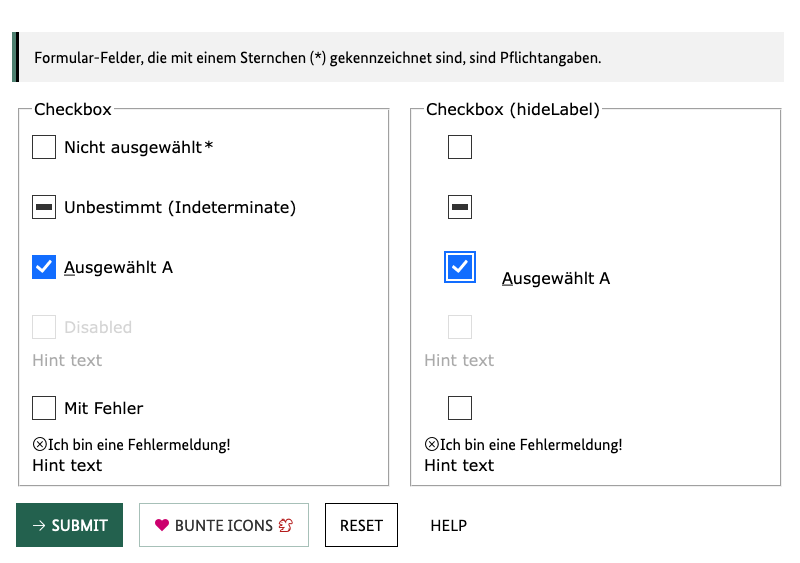 Formular-Felder, die mit einem Sternchen (*) gekennzeichnet sind, sind Pflichtangaben.
Checkbox
Nicht ausgewählt*
Unbestimmt (Indeterminate)
Ausgewählt A
Disabled
Hint text
Mit Fehler
Ich bin eine Fehlermeldung!
Hint text
Checkbox (hideLabel)
Ausgewählt A
Hint text
Ich bin eine Fehlermeldung!
Hint text
SUBMIT
BUNTE ICONS
RESET
HELP